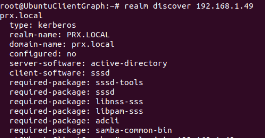 root@UbuntuClientGraph:~# realm discover 192.168.1.49
prx.local
type: kerberos
realm-name: PRX.LOCAL
domain-name: prx.local
configured: no
server-software: active-directory
client-software: sssd
required-package: sssd-tools
required-package: sssd
required-package: libnss-sss
required-package: libpam-sss
required-package: adcli
required-package: samba-common-bin